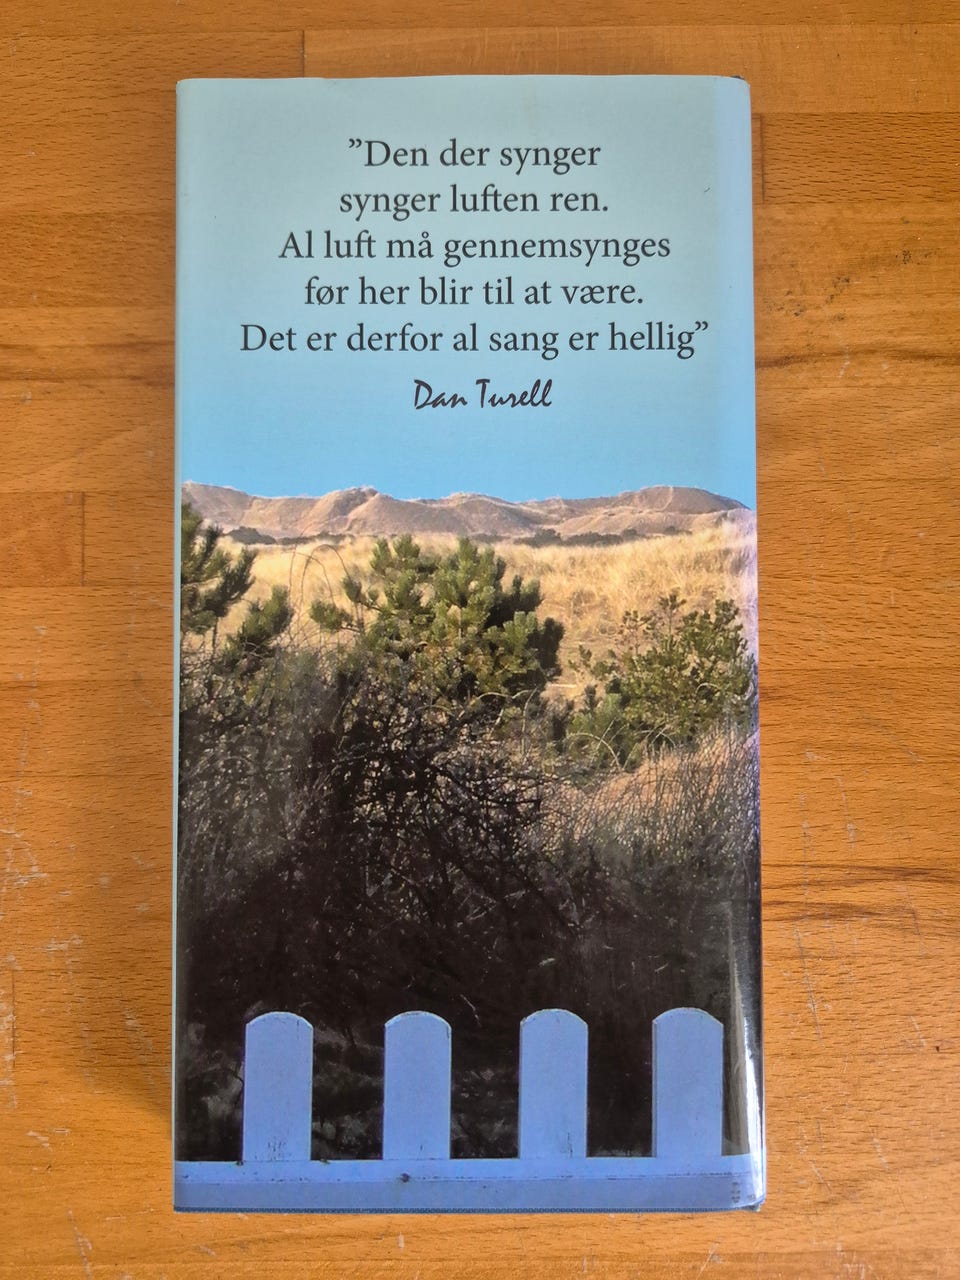 ”Den der synger
synger luften ren.
Al luft må gennemsynges
før her blir til at være.
Det er derfor al sang er hellig”
Dan Turell